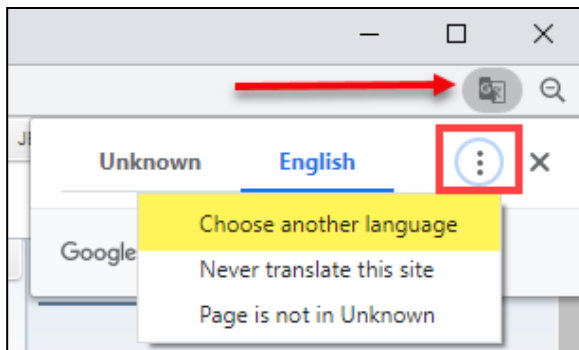 Unknown English
Choose another language
Google
Never translate this site
Page is not in Unknown